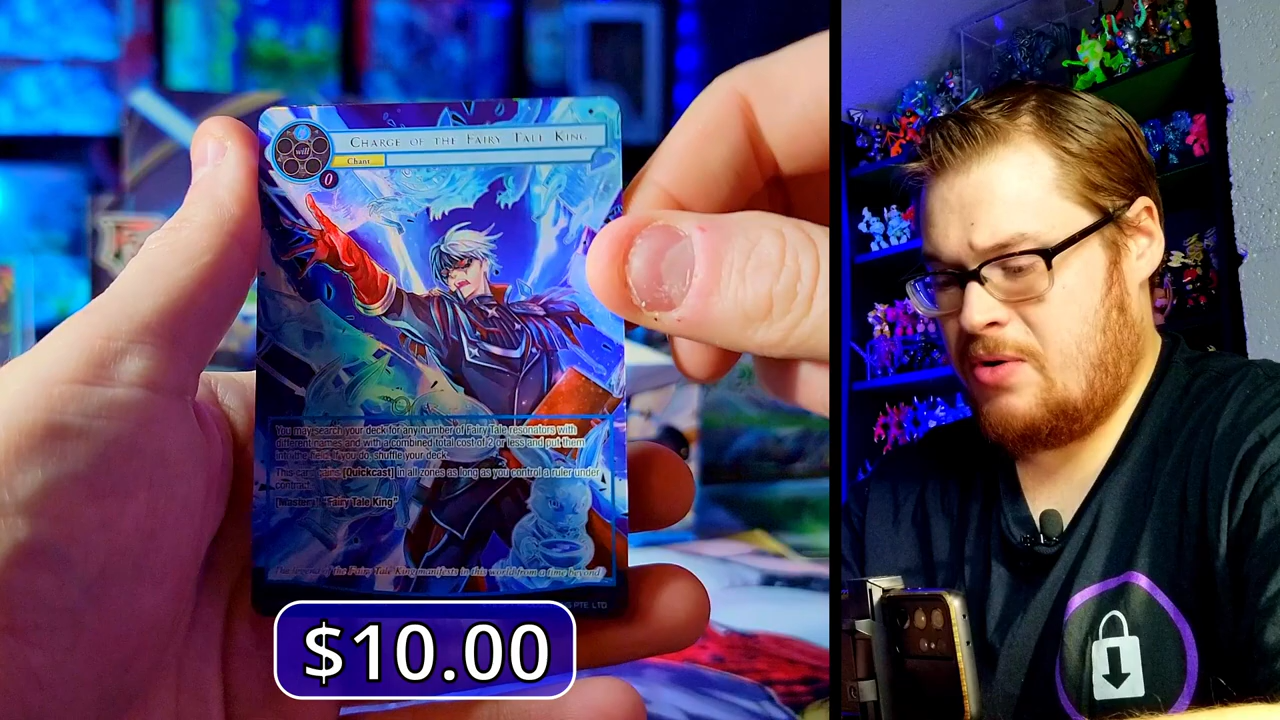 CHARGE OF THE FAIRY TALE KING
will
Chant
0
You may search your deck for any number of Fairy Tale resonators with
different names and with a combined total cost of 2 or less and put them
into the field. If you do, shuffle your deck.
This card gains [Quickcast] in all zones as long as you control a ruler under
contract.
[Master] "Fairy Tale King"
of the Fairy Tale King manifests in this world from a time beyond
PTE LTD
$10.00